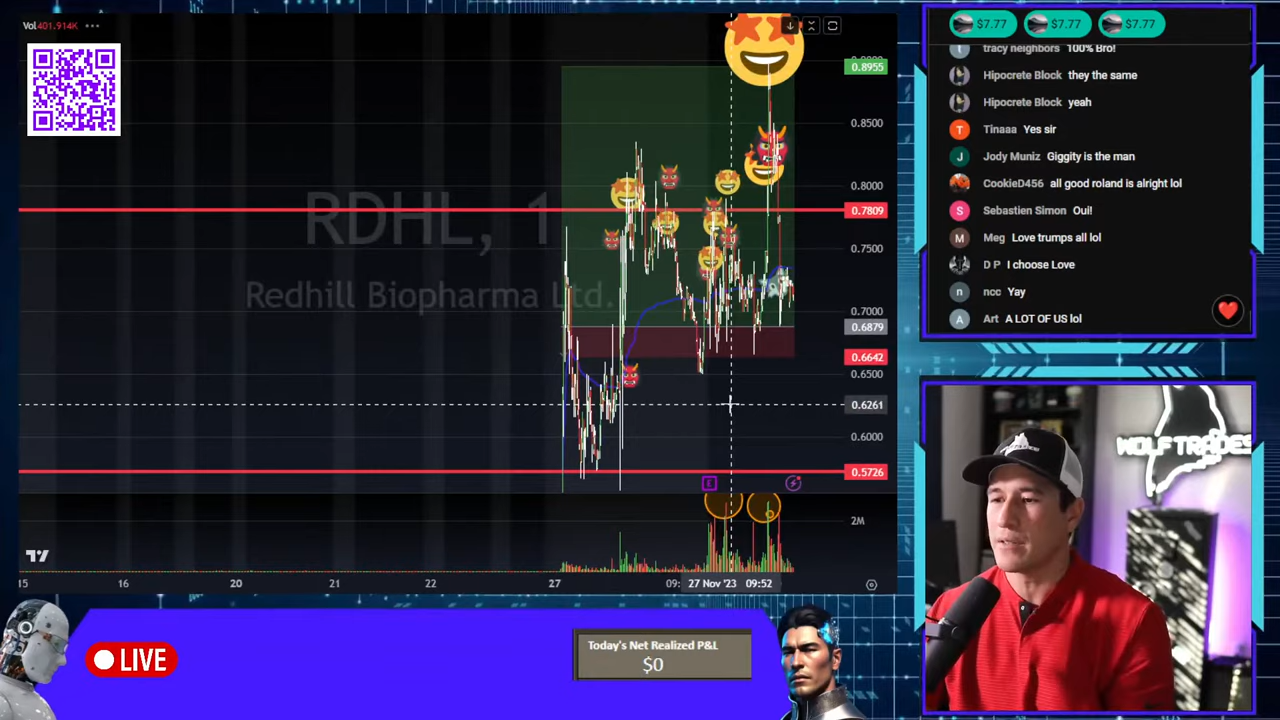 Vol401.914K
0.8955
0.8500
0.8000
0.7809
0.7500
0.7000
0.6879
0.6642
0.6500
0.6261
0.6000
0.5726
2M
RDHL, 1
Redhill Biopharma Ltd.
E
15 16 20 21 22 27 09: 27 Nov '23 09:52
$7.77 $7.77 $7.77
tracy neighbors 100% Bro!
Hipocrete Block they the same
Hipocrete Block yeah
T Tinaaa Yes sir
J Jody Muniz Giggity is the man
CookieD456 all good roland is alright lol
S Sebastien Simon Oui!
M Meg Love trumps all lol
D P I choose Love
n ncc Yay
A Art A LOT OF US lol
WOLFTRADES
LIVE
Today's Net Realized P&L
$0